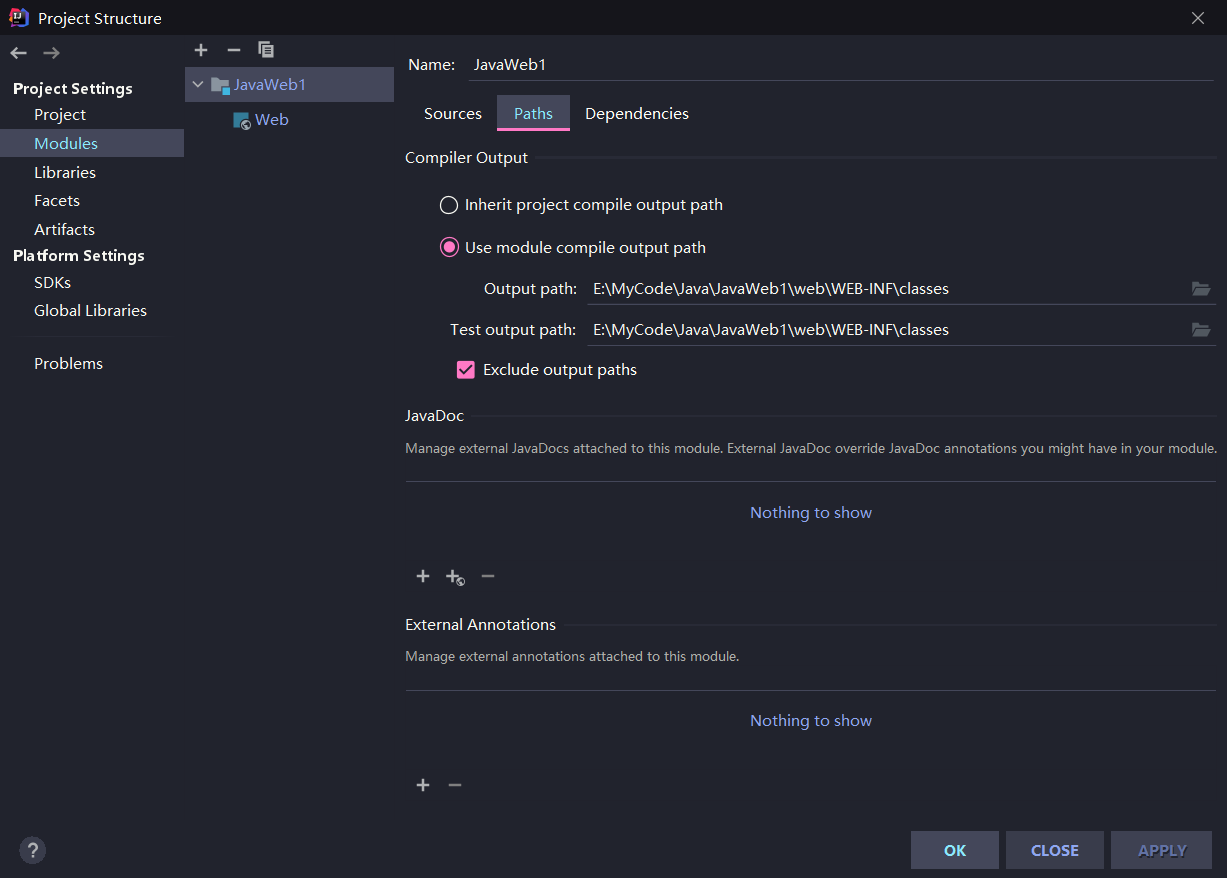 Project Structure
Project Settings
Project
Modules
Libraries
Facets
Artifacts
Platform Settings
SDKs
Global Libraries
Problems
JavaWeb1
Web
Name: JavaWeb1
Sources Paths Dependencies
Compiler Output
Inherit project compile output path
Use module compile output path
Output path: E:\MyCode\Java\JavaWeb1\web\WEB-INF\classes
Test output path: E:\MyCode\Java\JavaWeb1\web\WEB-INF\classes
Exclude output paths
JavaDoc
Manage external JavaDocs attached to this module. External JavaDoc override JavaDoc annotations you might have in your module.
Nothing to show
External Annotations
Manage external annotations attached to this module.
Nothing to show
?
OK CLOSE APPLY